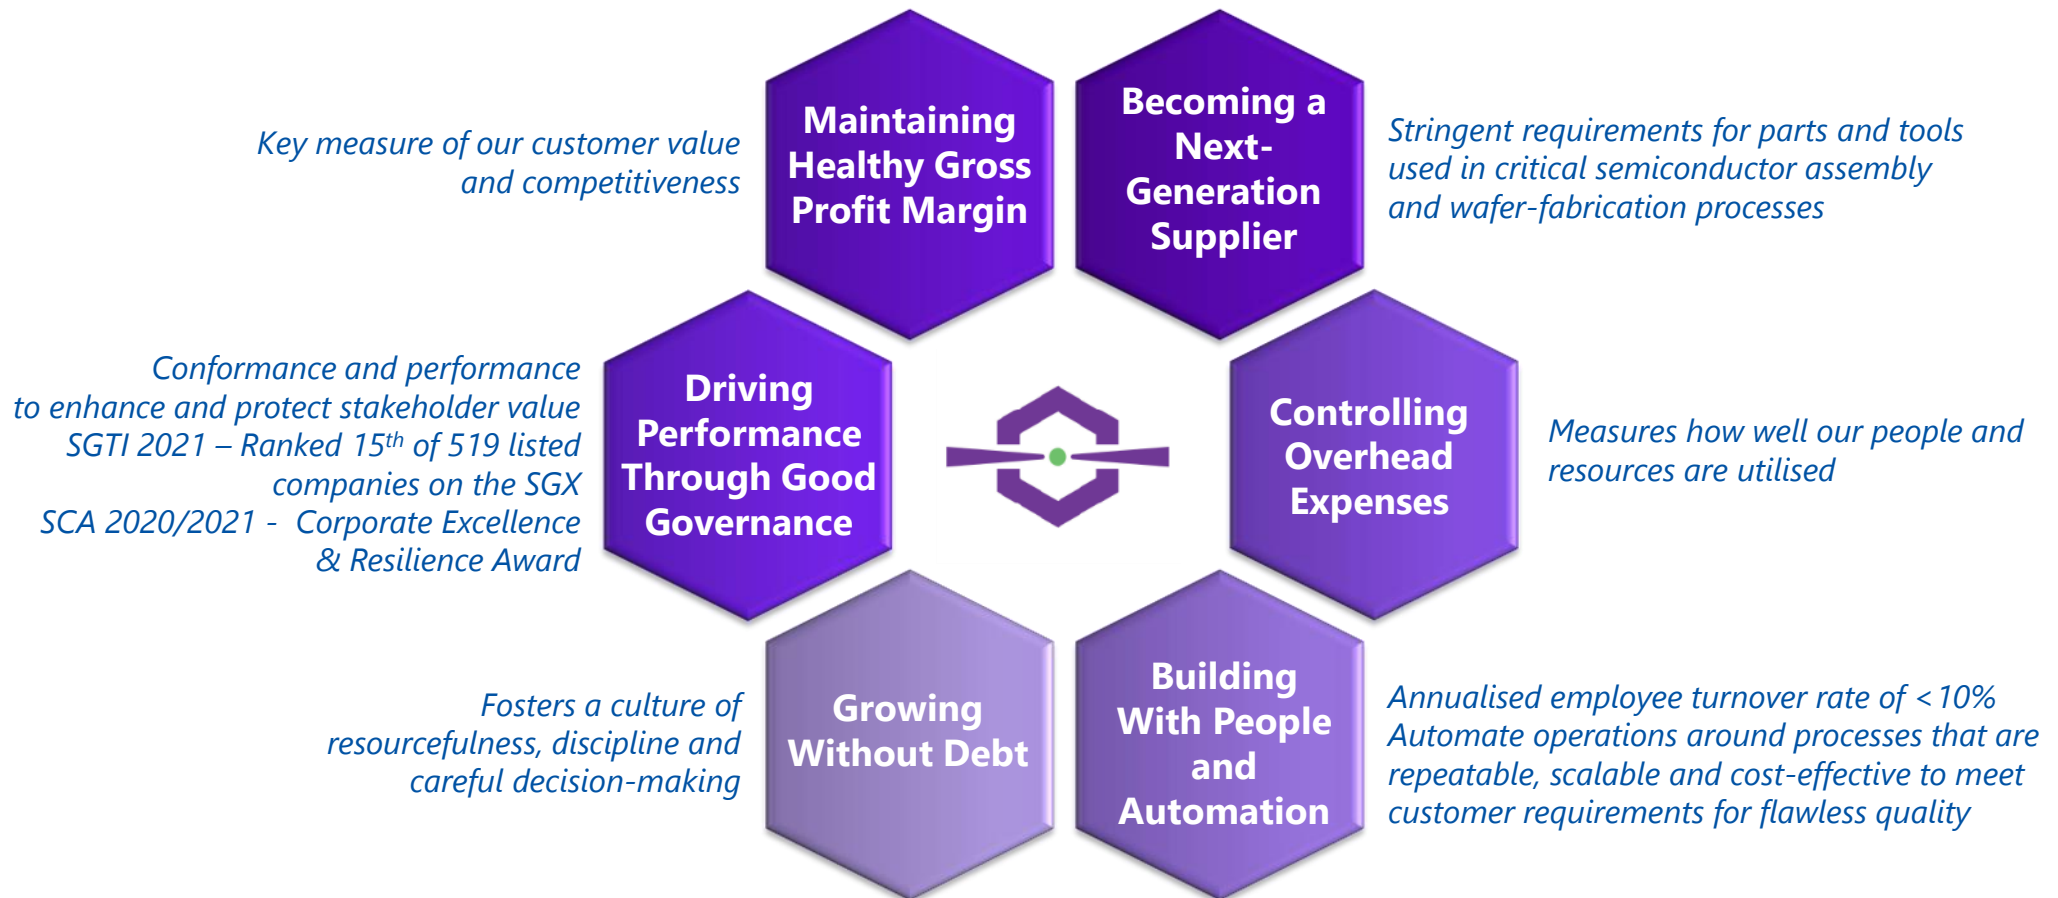 Key measure of our customer value
and competitiveness
Maintaining
Healthy Gross
Profit Margin
Becoming a
Next-
Generation
Supplier
Stringent requirements for parts and tools
used in critical semiconductor assembly
and wafer-fabrication processes
Conformance and performance
to enhance and protect stakeholder value
SGTI 2021 – Ranked 15th of 519 listed
companies on the SGX
SCA 2020/2021 - Corporate Excellence
& Resilience Award
Driving
Performance
Through Good
Governance
Controlling
Overhead
Expenses
Measures how well our people and
resources are utilised
Fosters a culture of
resourcefulness, discipline and
careful decision-making
Growing
Without Debt
Building
With People
and
Automation
Annualised employee turnover rate of <10%
Automate operations around processes that are
repeatable, scalable and cost-effective to meet
customer requirements for flawless quality